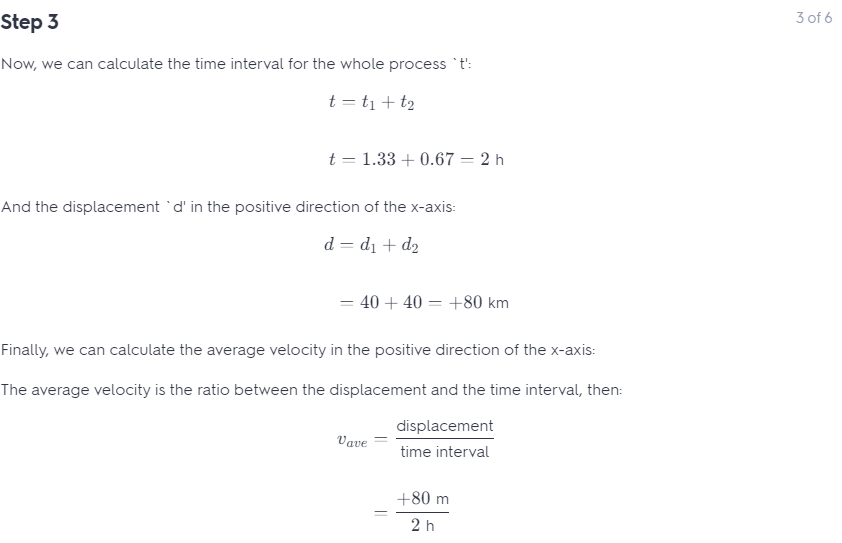 Step 3
3 of 6
Now, we can calculate the time interval for the whole process `t':
t = t₁ + t₂
t = 1.33 + 0.67 = 2 h
And the displacement `d' in the positive direction of the x-axis:
d = d₁ + d₂
= 40 + 40 = +80 km
Finally, we can calculate the average velocity in the positive direction of the x-axis:
The average velocity is the ratio between the displacement and the time interval, then:
displacement
v_ave =
time interval
+80 m
=
2 h